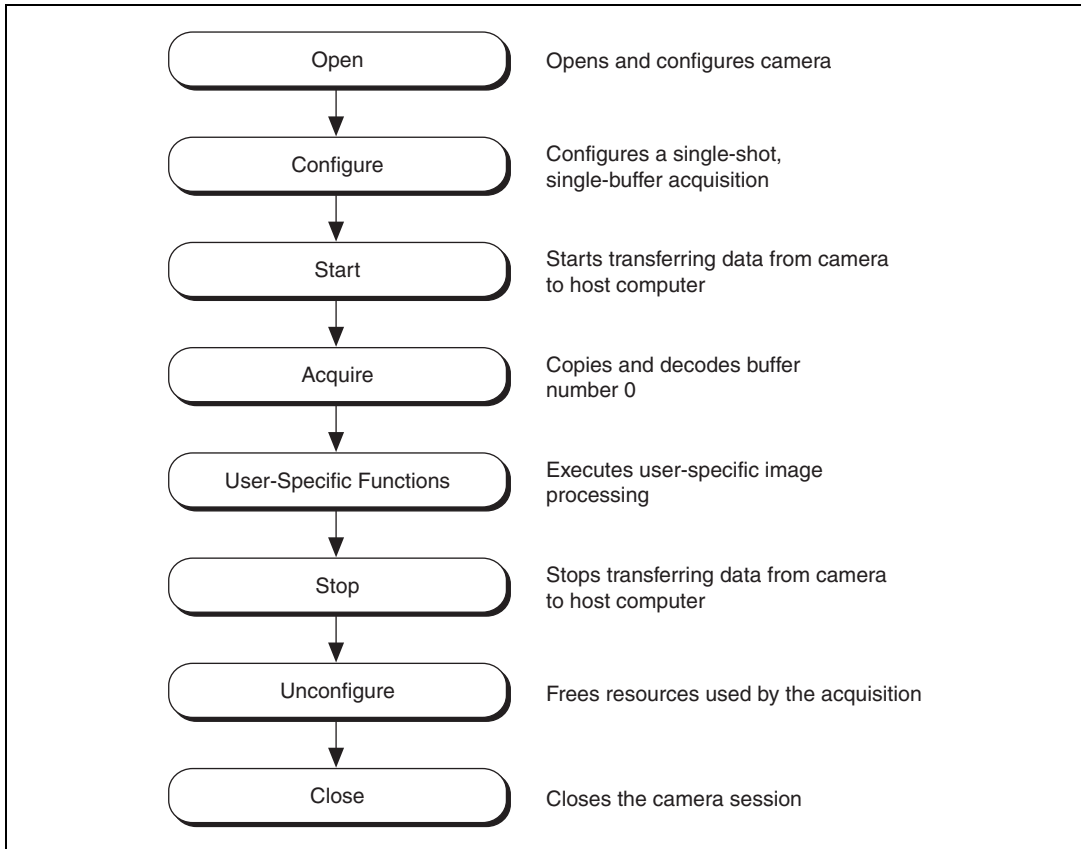 Open
Opens and configures camera
Configure
Configures a single-shot,
single-buffer acquisition
Start
Starts transferring data from camera
to host computer
Acquire
Copies and decodes buffer
number 0
User-Specific Functions
Executes user-specific image
processing
Stop
Stops transferring data from camera
to host computer
Unconfigure
Frees resources used by the acquisition
Close
Closes the camera session